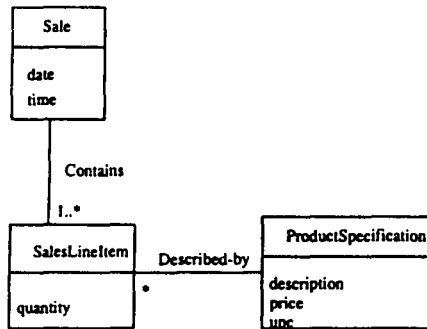 Sale
date
time
Contains
1..*
SalesLineItem
quantity
Described-by
*
ProductSpecification
description
price
upc